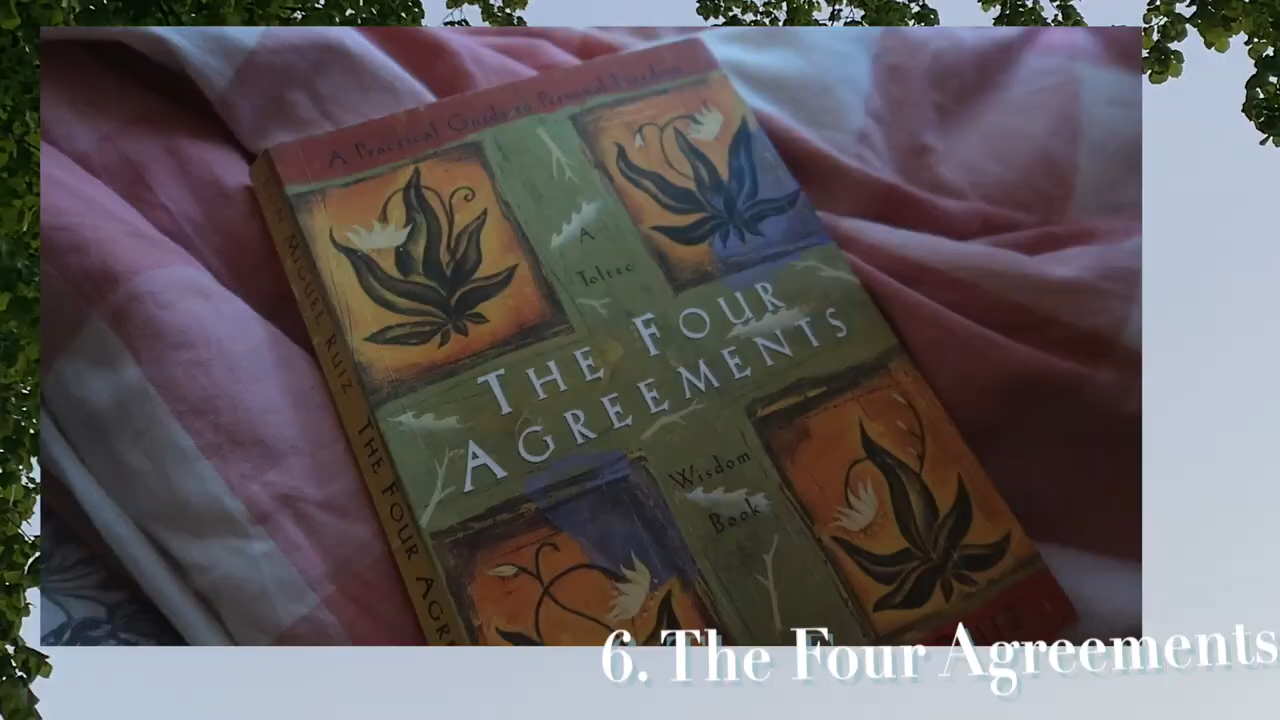 A Practical Guide to Personal Freedom
A
Toltec
THE FOUR
AGREEMENTS
Wisdom
Book
MIGUEL RUIZ THE FOUR AGRE
6. The Four Agreements